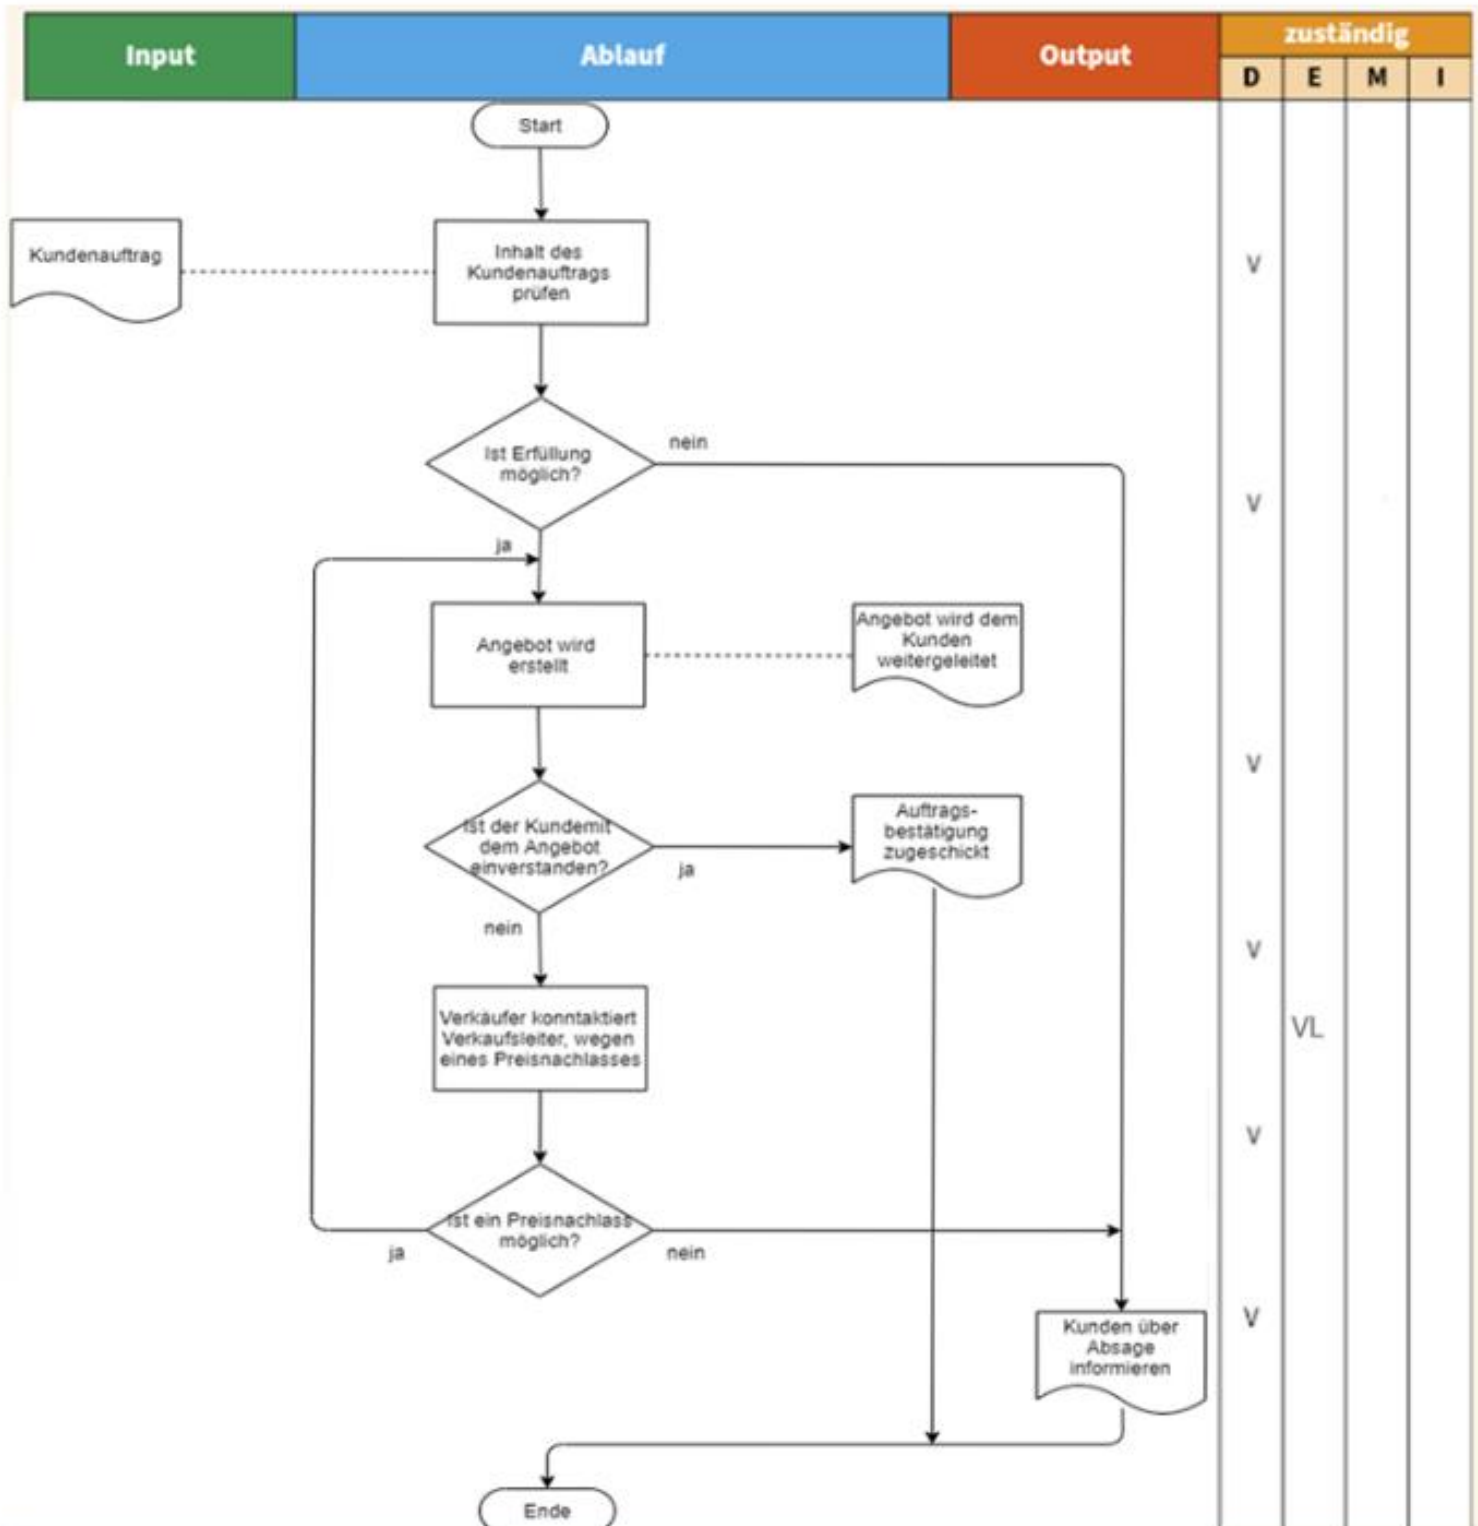 Input
Ablauf
Output
zuständig
D
E
M
I
Start
Kundenauftrag
Inhalt des
Kundenauftrags
prüfen
V
Ist Erfüllung
möglich?
nein
V
ja
Angebot wird
erstellt
Angebot wird dem
Kunden
weitergeleitet
V
Ist der Kundemit
dem Angebot
einverstanden?
ja
Auftrags-
bestätigung
zugeschickt
nein
V
Verkäufer konntaktiert
Verkaufsleiter, wegen
eines Preisnachlasses
VL
V
Ist ein Preisnachlass
möglich?
ja
nein
Kunden über
Absage
informieren
V
Ende